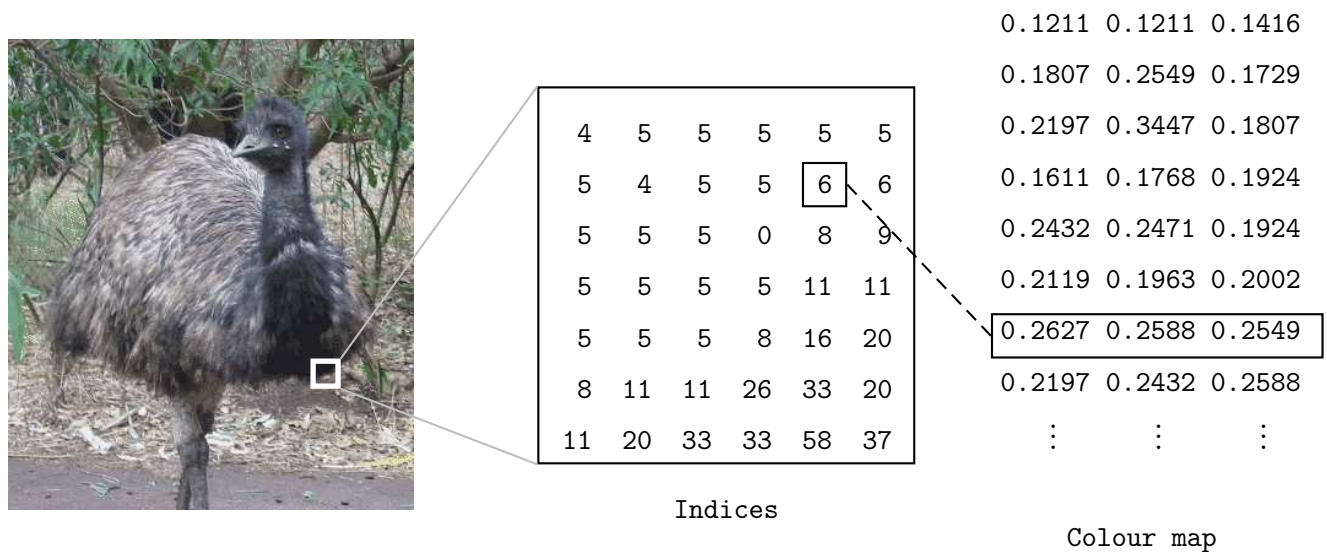 4 5 5 5 5 5
5 4 5 5 6 6
5 5 5 0 8 9
5 5 5 5 11 11
5 5 5 8 16 20
8 11 11 26 33 20
11 20 33 33 58 37
Indices
0.1211 0.1211 0.1416
0.1807 0.2549 0.1729
0.2197 0.3447 0.1807
0.1611 0.1768 0.1924
0.2432 0.2471 0.1924
0.2119 0.1963 0.2002
0.2627 0.2588 0.2549
0.2197 0.2432 0.2588
⋮ ⋮ ⋮
Colour map